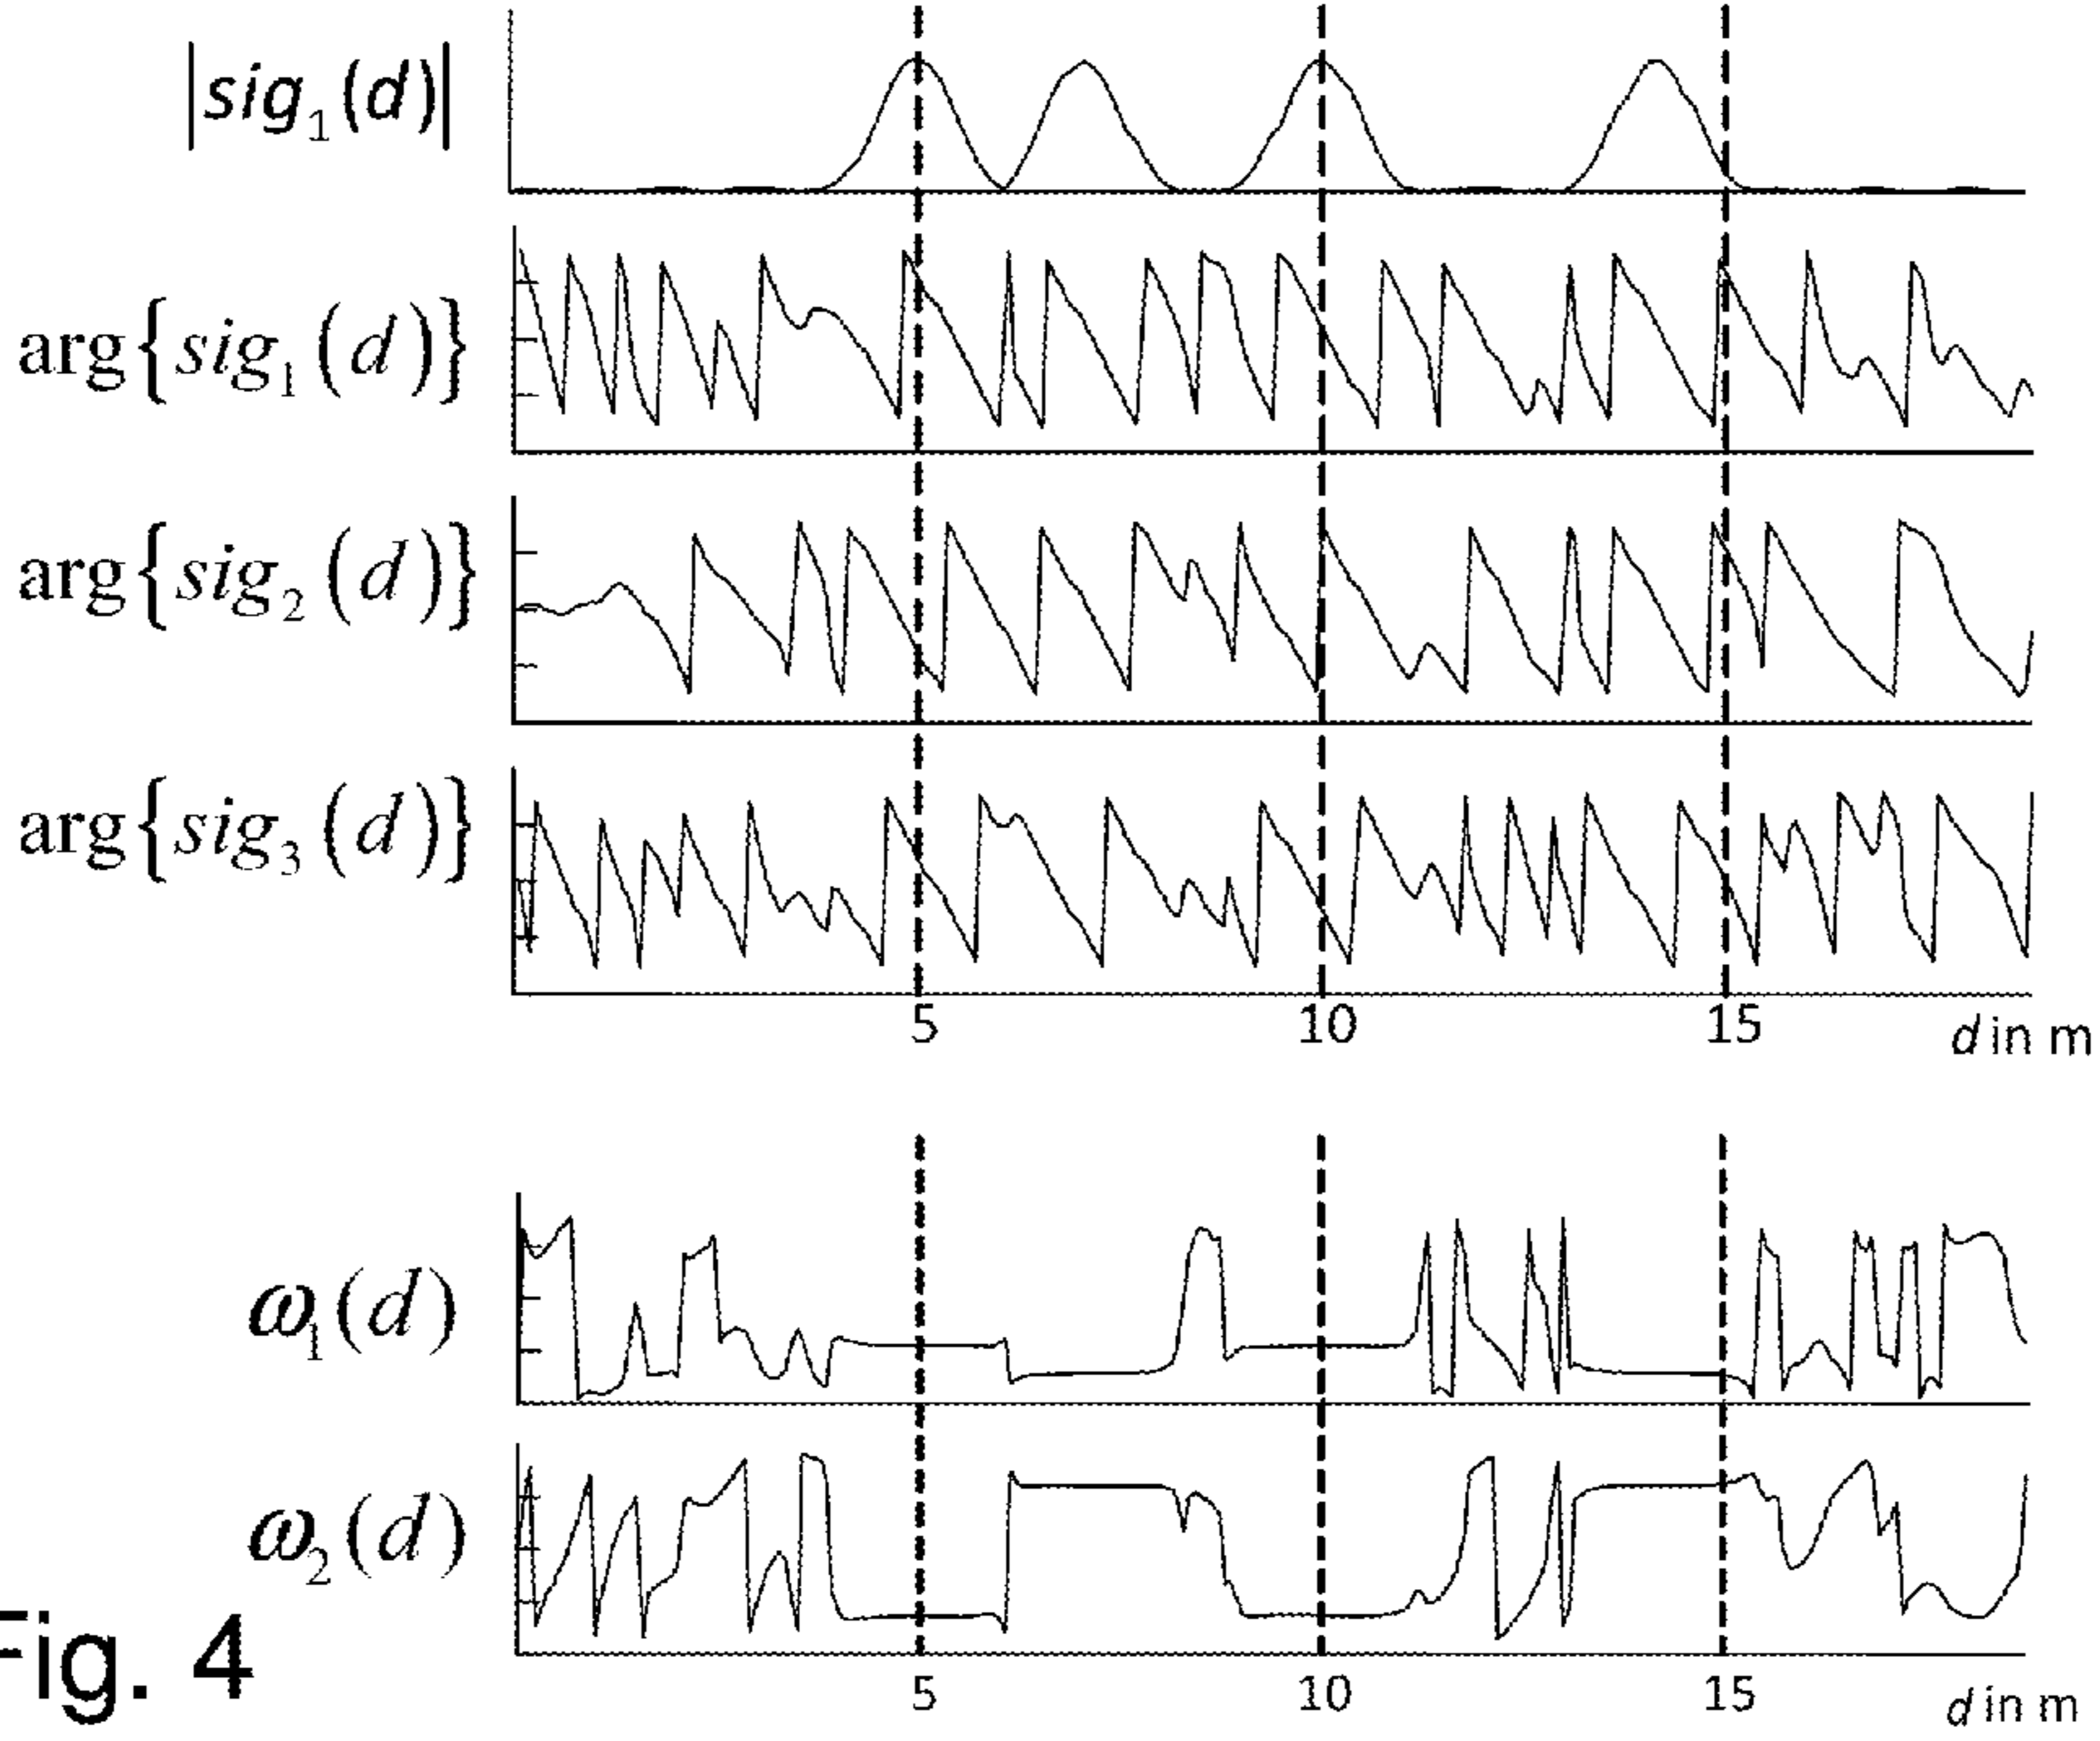 |sig₁(d)|
arg{sig₁(d)}
arg{sig₂(d)}
arg{sig₃(d)}
5 10 15 d in m
ω₁(d)
ω₂(d)
5 10 15 d in m
Fig. 4